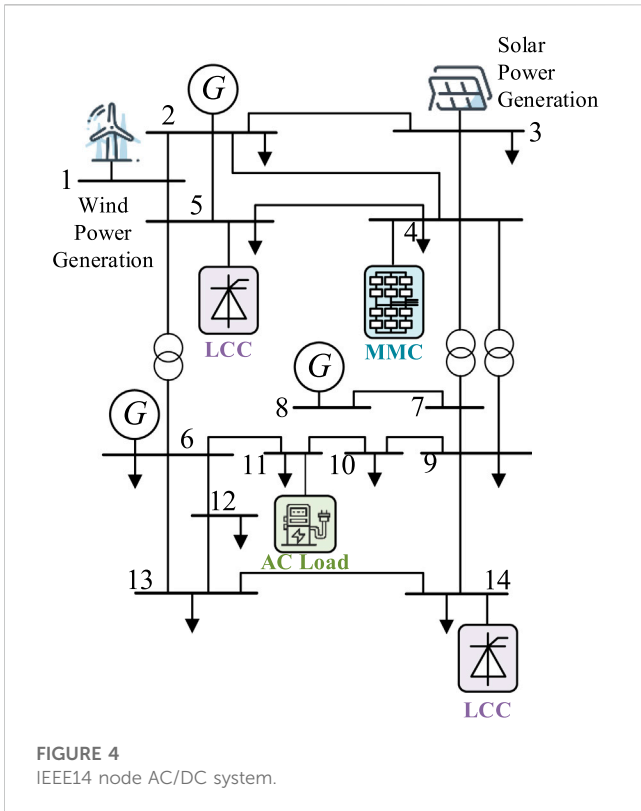 Solar
Power
Generation
G
2
3
1
Wind
Power
Generation
5
4
LCC
MMC
G
8
7
G
6
11
10
9
12
AC Load
13
14
LCC
FIGURE 4
IEEE14 node AC/DC system.